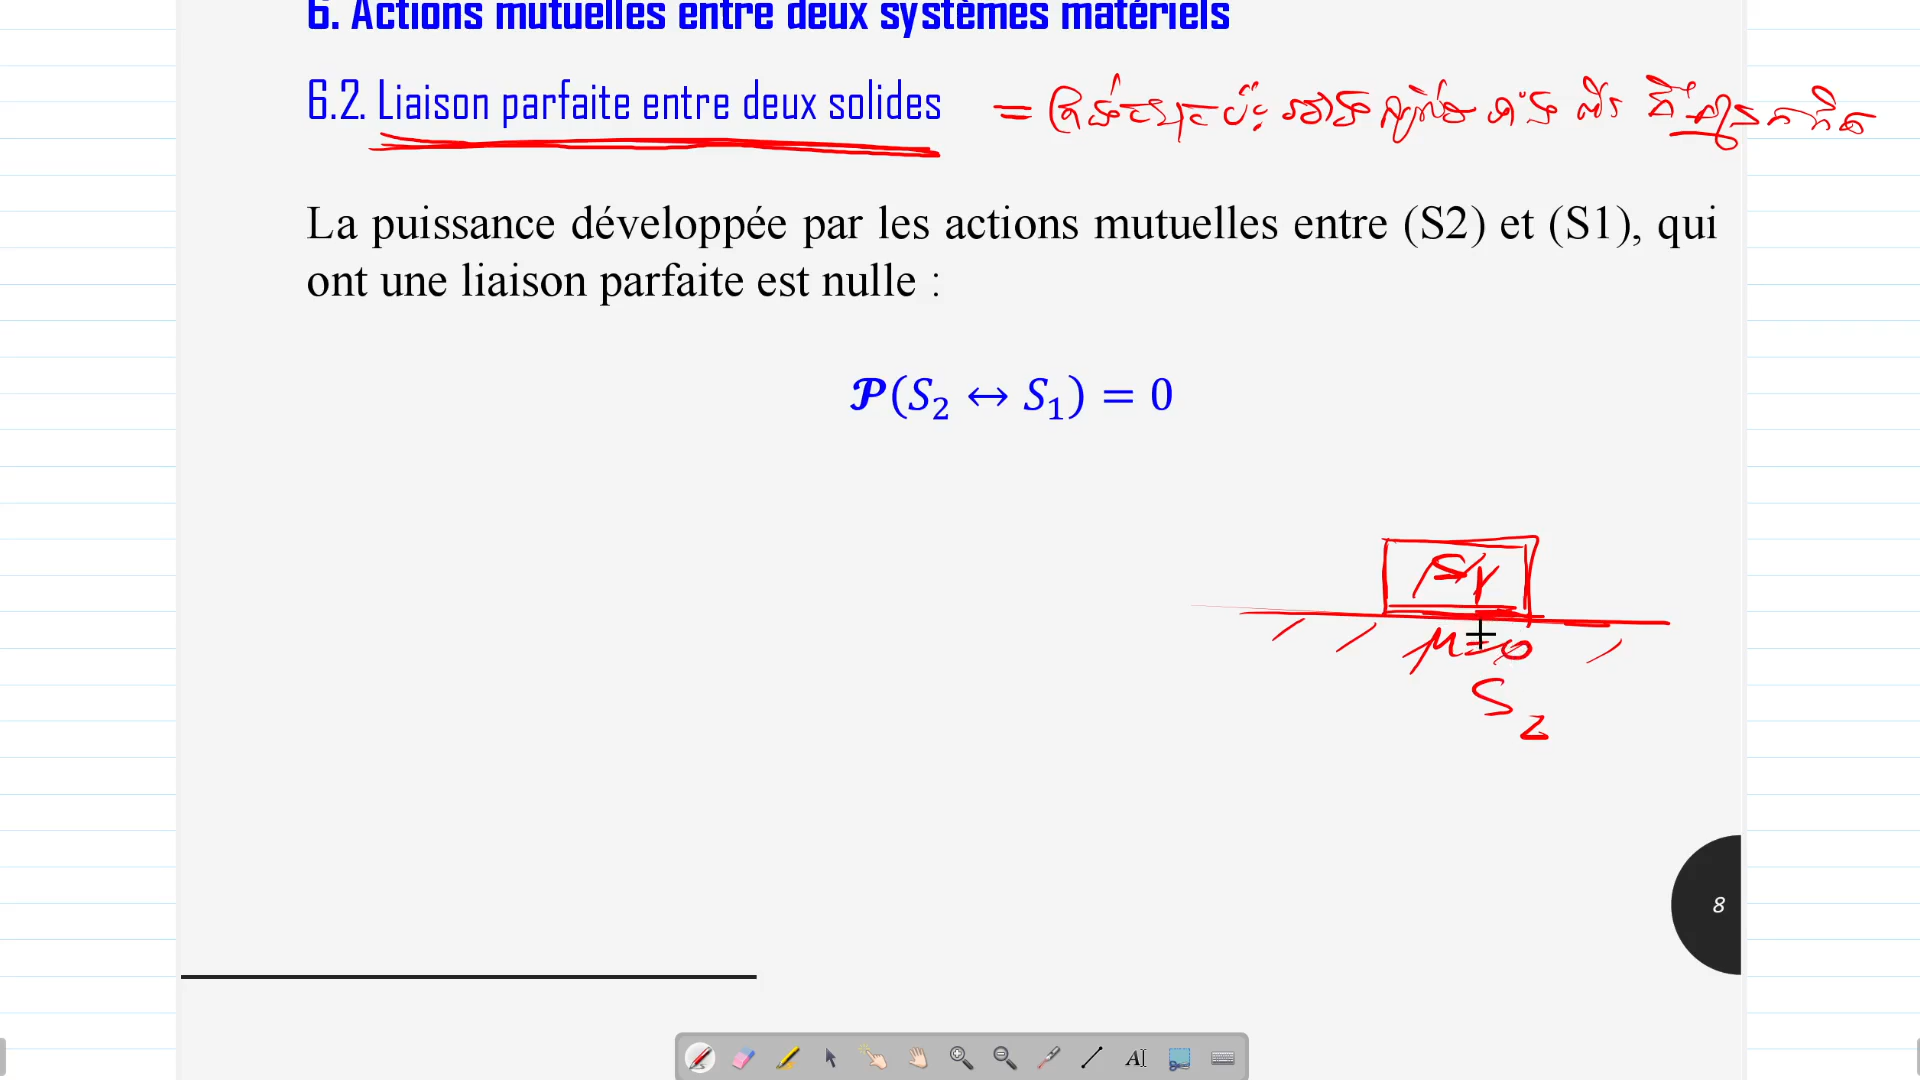 6. Actions mutuelles entre deux systèmes matériels
6.2. Liaison parfaite entre deux solides =
La puissance développée par les actions mutuelles entre (S2) et (S1), qui
ont une liaison parfaite est nulle :
𝓟(S₂ ↔ S₁) = 0
S1
μ=0
S2
8
AI